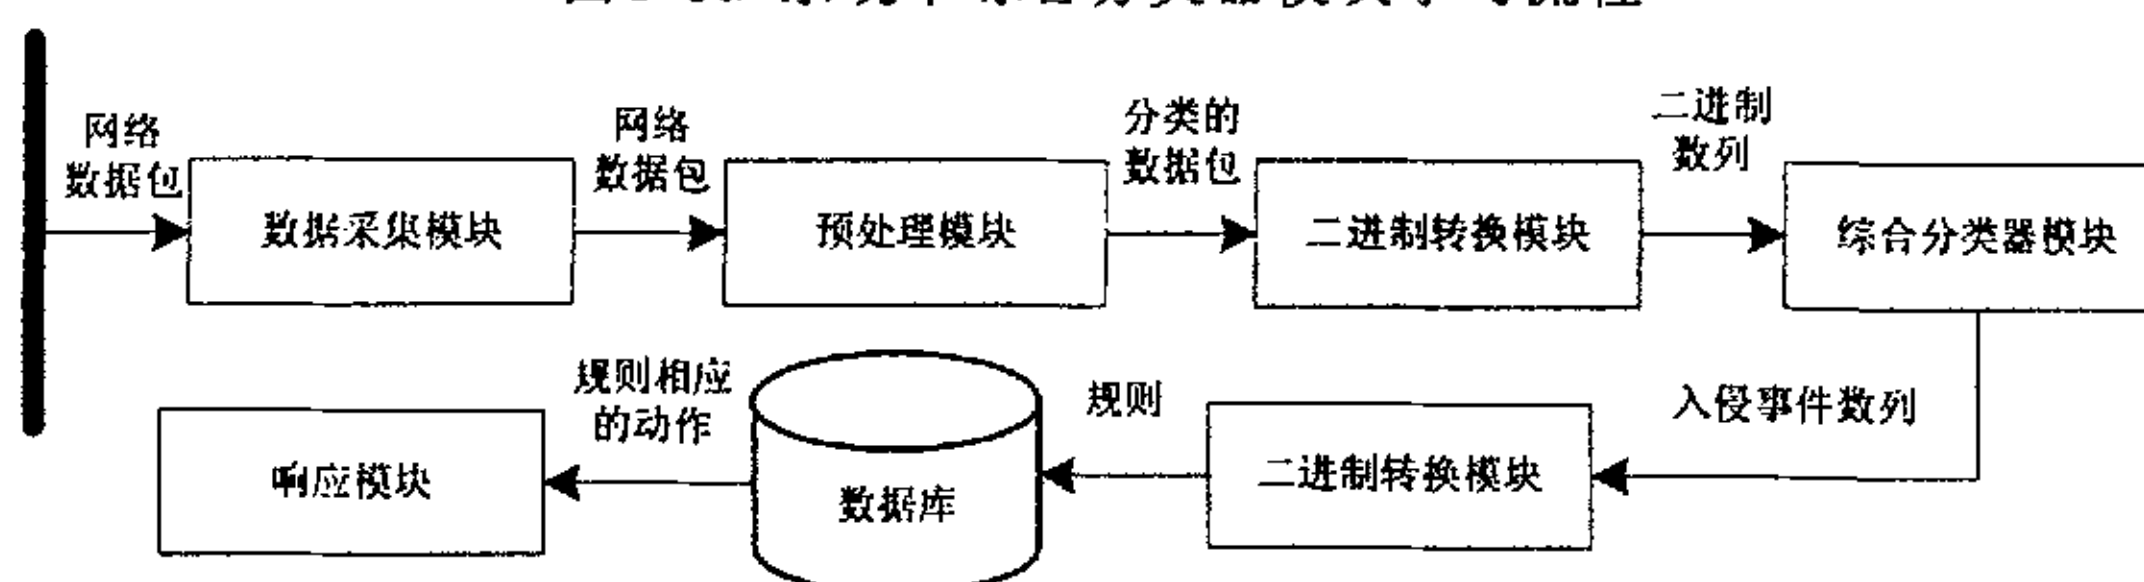 网络
数据包
网络
数据包
分类的
数据包
二进制
数列
数据采集模块
预处理模块
二进制转换模块
综合分类器模块
规则相应
的动作
规则
入侵事件数列
响应模块
数据库
二进制转换模块